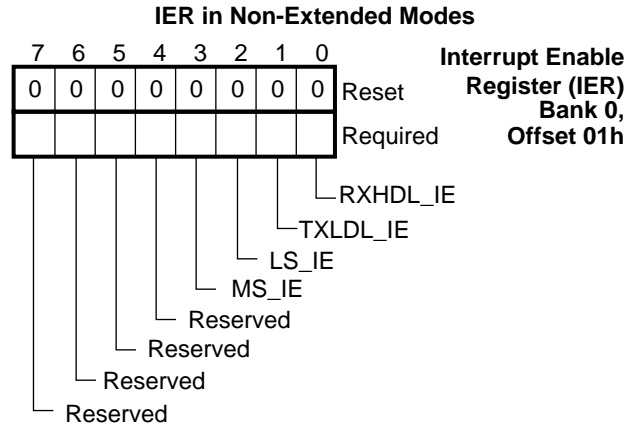 IER in Non-Extended Modes
7 6 5 4 3 2 1 0
Interrupt Enable
Register (IER)
Bank 0,
Offset 01h
0 0 0 0 0 0 0 0 Reset
Required
RXHDL_IE
TXLDL_IE
LS_IE
MS_IE
Reserved
Reserved
Reserved
Reserved